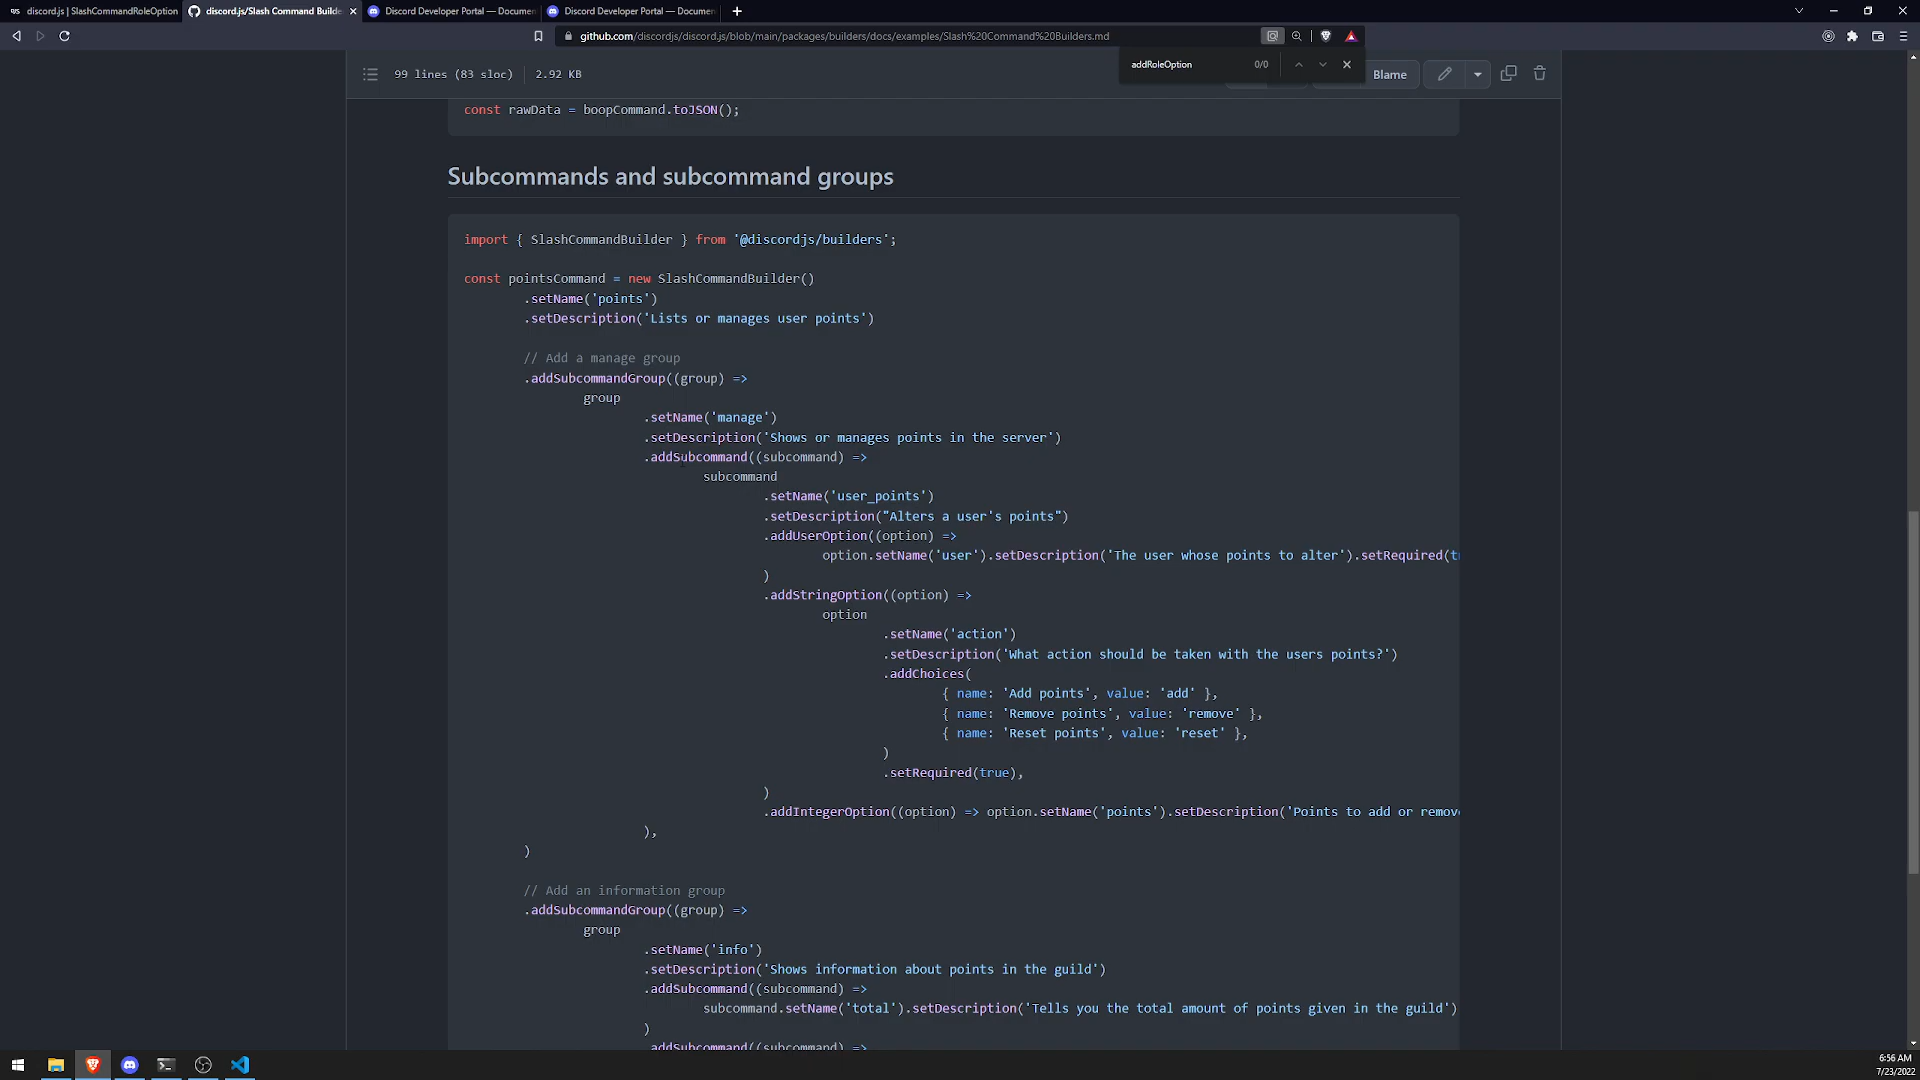 discord.js | SlashCommandRoleOption
discord.js/Slash Command Builde
Discord Developer Portal — Documen
Discord Developer Portal — Documen
github.com/discordjs/discord.js/blob/main/packages/builders/docs/examples/Slash%20Command%20Builders.md
addRoleOption 0/0
99 lines (83 sloc) 2.92 KB
Blame
const rawData = boopCommand.toJSON();
Subcommands and subcommand groups
import { SlashCommandBuilder } from '@discordjs/builders';
const pointsCommand = new SlashCommandBuilder()
.setName('points')
.setDescription('Lists or manages user points')
// Add a manage group
.addSubcommandGroup((group) =>
group
.setName('manage')
.setDescription('Shows or manages points in the server')
.addSubcommand((subcommand) =>
subcommand
.setName('user_points')
.setDescription("Alters a user's points")
.addUserOption((option) =>
option.setName('user').setDescription('The user whose points to alter').setRequired(t
)
.addStringOption((option) =>
option
.setName('action')
.setDescription('What action should be taken with the users points?')
.addChoices(
{ name: 'Add points', value: 'add' },
{ name: 'Remove points', value: 'remove' },
{ name: 'Reset points', value: 'reset' },
)
.setRequired(true),
)
.addIntegerOption((option) => option.setName('points').setDescription('Points to add or remov
),
)
// Add an information group
.addSubcommandGroup((group) =>
group
.setName('info')
.setDescription('Shows information about points in the guild')
.addSubcommand((subcommand) =>
subcommand.setName('total').setDescription('Tells you the total amount of points given in the guild')
)
.addSubcommand((subcommand) =>
6:56 AM
7/23/2022